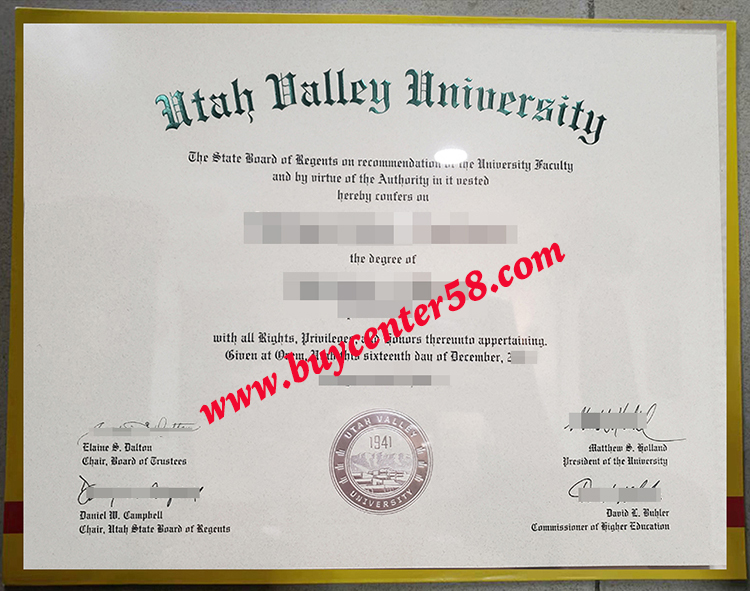 Utah Valley University
The State Board of Regents on recommendation of the University Faculty
and by virtue of the Authority in it vested
hereby confers on
the degree of
with all Rights, Privileges, and Honors thereunto appertaining.
Given at Orem, Utah this sixteenth day of December,
www.buycenter58.com
Elaine S. Dalton
Chair, Board of Trustees
Daniel W. Campbell
Chair, Utah State Board of Regents
UTAH VALLEY
1941
UNIVERSITY
Matthew S. Holland
President of the University
David L. Buhler
Commissioner of Higher Education